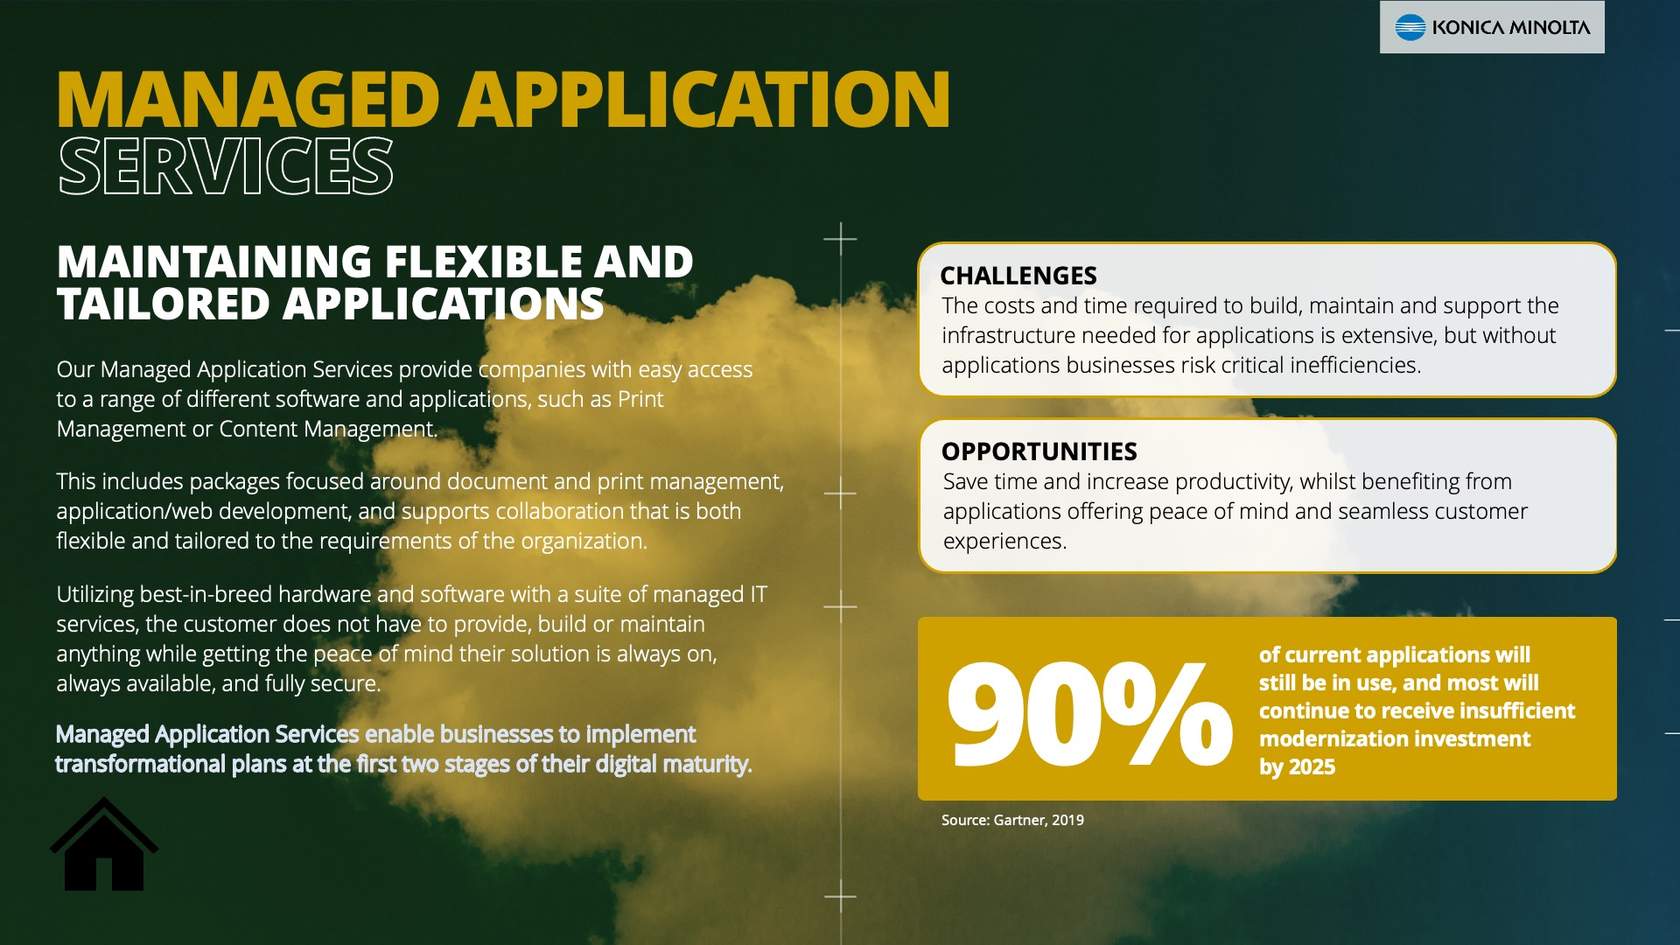 KONICA MINOLTA
MANAGED APPLICATION
SERVICES
MAINTAINING FLEXIBLE AND
TAILORED APPLICATIONS
Our Managed Application Services provide companies with easy access
to a range of different software and applications, such as Print
Management or Content Management.
This includes packages focused around document and print management,
application/web development, and supports collaboration that is both
flexible and tailored to the requirements of the organization.
Utilizing best-in-breed hardware and software with a suite of managed IT
services, the customer does not have to provide, build or maintain
anything while getting the peace of mind their solution is always on,
always available, and fully secure.
Managed Application Services enable businesses to implement
transformational plans at the first two stages of their digital maturity.
CHALLENGES
The costs and time required to build, maintain and support the
infrastructure needed for applications is extensive, but without
applications businesses risk critical inefficiencies.
OPPORTUNITIES
Save time and increase productivity, whilst benefiting from
applications offering peace of mind and seamless customer
experiences.
90%
of current applications will
still be in use, and most will
continue to receive insufficient
modernization investment
by 2025
Source: Gartner, 2019